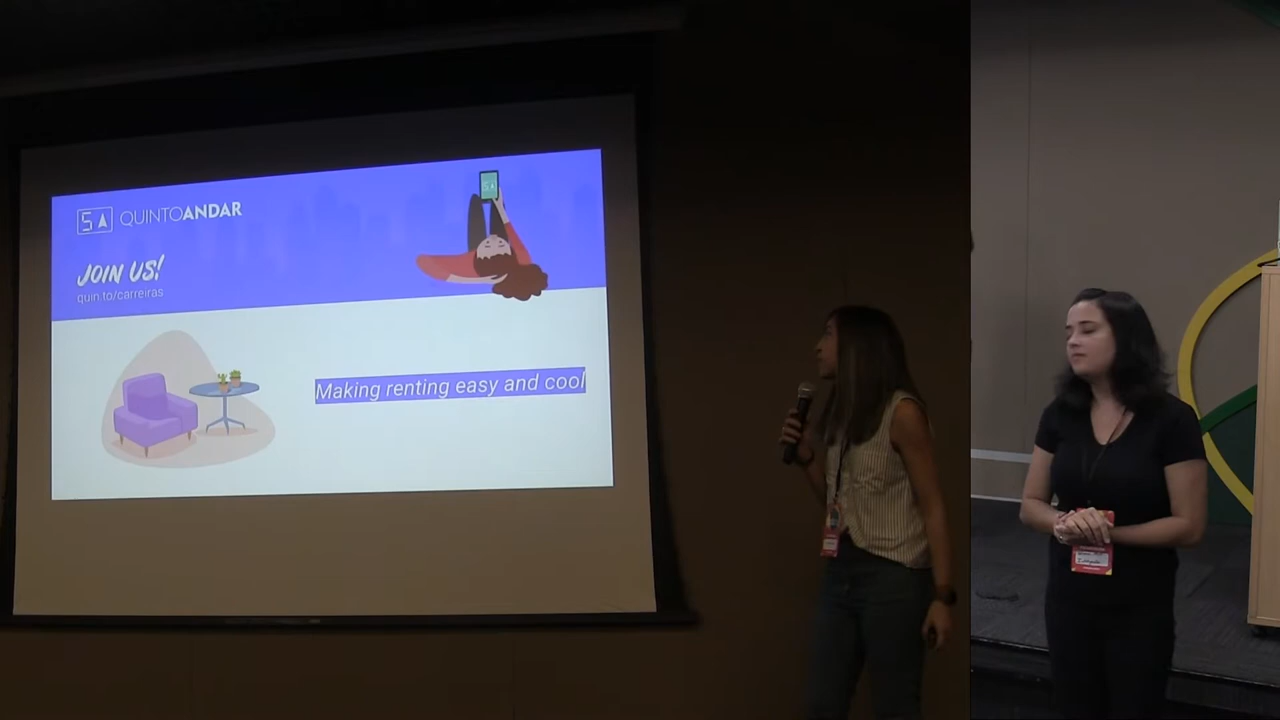 5A QUINTOANDAR
JOIN US!
quin.to/carreiras
Making renting easy and cool